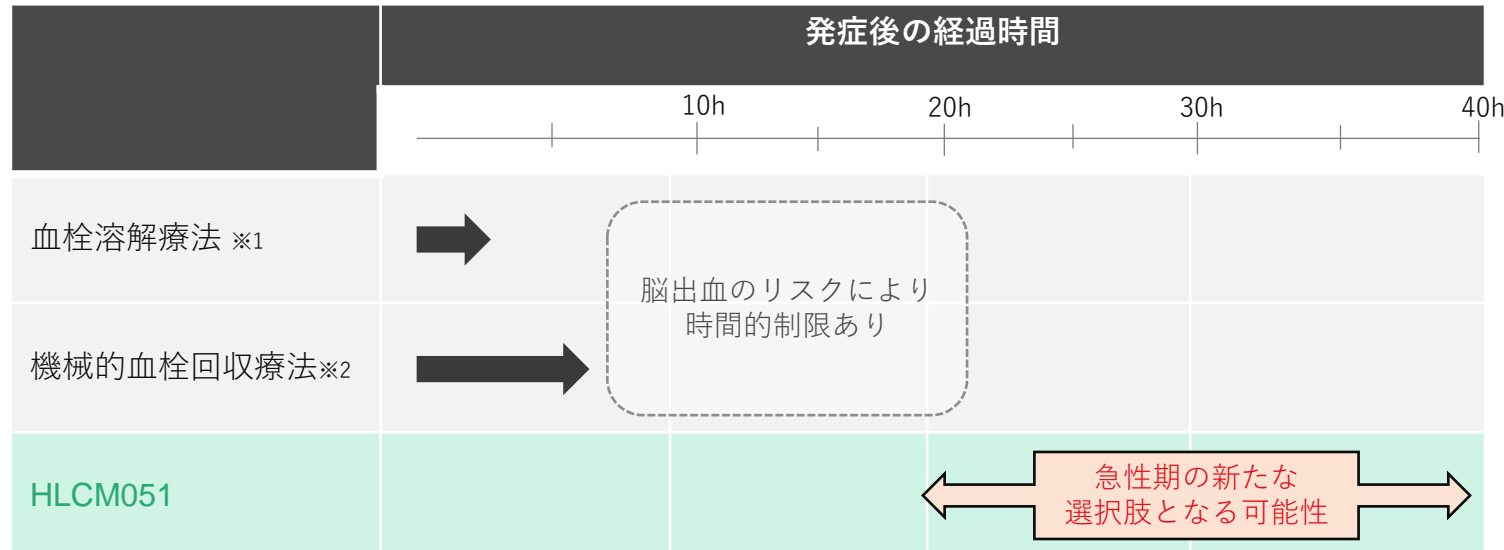 発症後の経過時間
10h
20h
30h
40h
血栓溶解療法 ※1
脳出血のリスクにより
時間的制限あり
機械的血栓回収療法※2
HLCM051
急性期の新たな
選択肢となる可能性